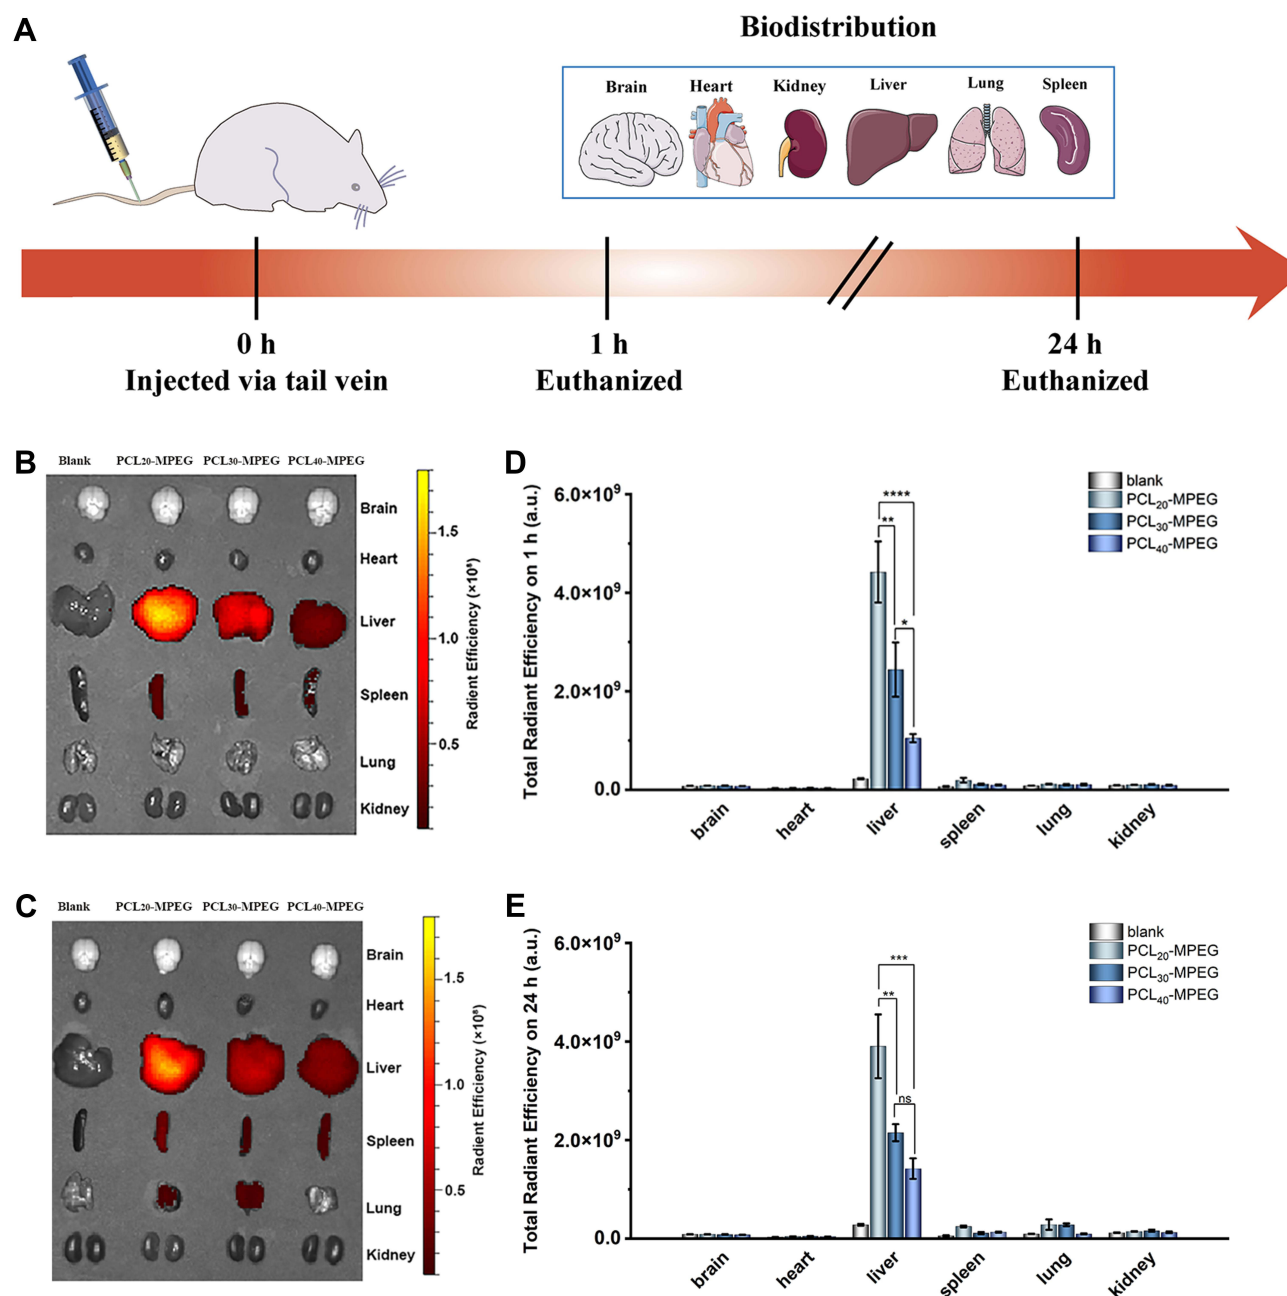 A
Biodistribution
Brain Heart Kidney Liver Lung Spleen
0 h 1 h 24 h
Injected via tail vein Euthanized Euthanized
B
Blank PCL20-MPEG PCL30-MPEG PCL40-MPEG
Brain
Heart
Liver
Spleen
Lung
Kidney
1.5
1.0
0.5
Radient Efficiency (×10⁸)
D
Total Radiant Efficiency on 1 h (a.u.)
6.0×10⁹
4.0×10⁹
2.0×10⁹
0.0
**** 
**
*
blank
PCL20-MPEG
PCL30-MPEG
PCL40-MPEG
brain heart liver spleen lung kidney
C
Blank PCL20-MPEG PCL30-MPEG PCL40-MPEG
Brain
Heart
Liver
Spleen
Lung
Kidney
1.5
1.0
0.5
Radient Efficiency (×10⁸)
E
Total Radiant Efficiency on 24 h (a.u.)
6.0×10⁹
4.0×10⁹
2.0×10⁹
0.0
***
**
ns
blank
PCL20-MPEG
PCL30-MPEG
PCL40-MPEG
brain heart liver spleen lung kidney